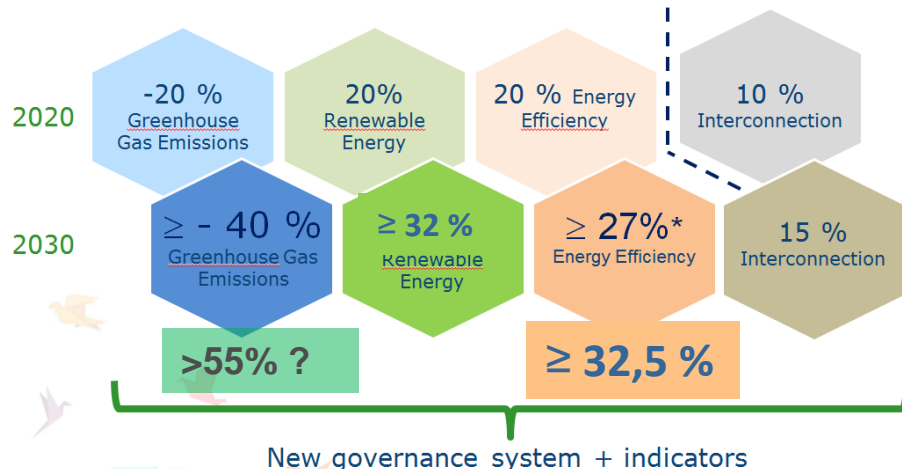 2020
-20 %
Greenhouse
Gas Emissions
20%
Renewable
Energy
20 % Energy
Efficiency
10 %
Interconnection
2030
≥ - 40 %
Greenhouse Gas
Emissions
≥ 32 %
Renewable
Energy
≥ 27%*
Energy Efficiency
15 %
Interconnection
>55% ?
≥ 32,5 %
New governance system + indicators